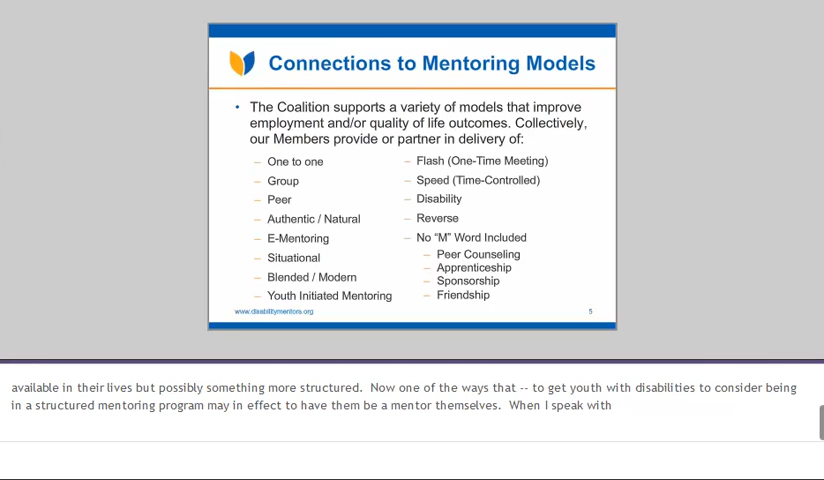 Connections to Mentoring Models
• The Coalition supports a variety of models that improve
employment and/or quality of life outcomes. Collectively,
our Members provide or partner in delivery of:
– One to one
– Group
– Peer
– Authentic / Natural
– E-Mentoring
– Situational
– Blended / Modern
– Youth Initiated Mentoring
– Flash (One-Time Meeting)
– Speed (Time-Controlled)
– Disability
– Reverse
– No “M” Word Included
– Peer Counseling
– Apprenticeship
– Sponsorship
– Friendship
www.disabilitymentors.org
5
available in their lives but possibly something more structured.  Now one of the ways that -- to get youth with disabilities to consider being
in a structured mentoring program may in effect to have them be a mentor themselves.  When I speak with